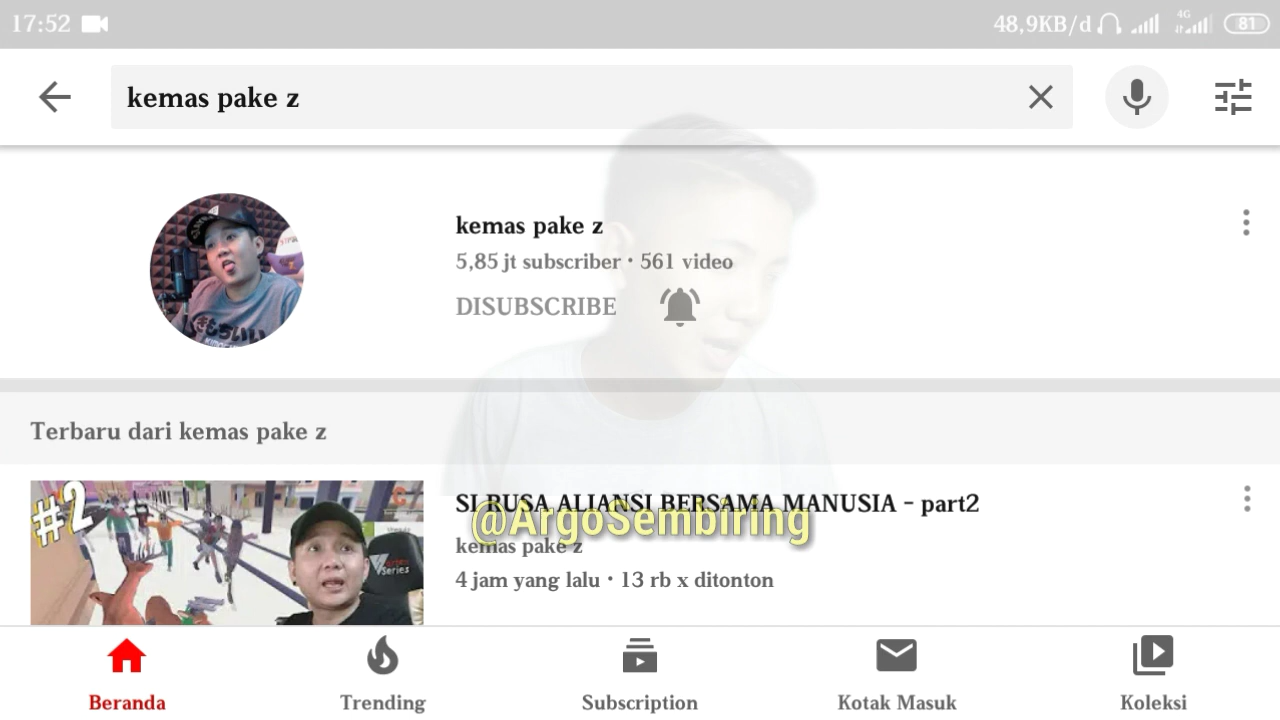 17:52
48,9KB/d
4G
81
kemas pake z
kemas pake z
5,85 jt subscriber • 561 video
DISUBSCRIBE
Terbaru dari kemas pake z
#2
SI RUSA ALIANSI BERSAMA MANUSIA - part2
@ArgoSembiring
kemas pake z
4 jam yang lalu • 13 rb x ditonton
Series
Beranda
Trending
Subscription
Kotak Masuk
Koleksi